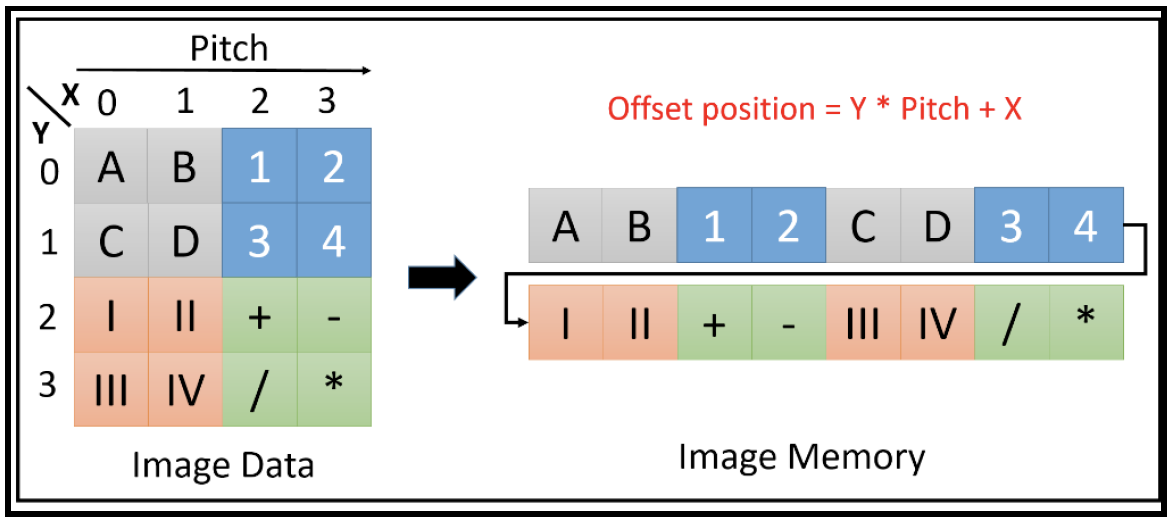 Pitch
X 0 1 2 3
Y
0 A B 1 2
1 C D 3 4
2 I II + -
3 III IV / *
Image Data
Offset position = Y * Pitch + X
A B 1 2 C D 3 4
I II + - III IV / *
Image Memory